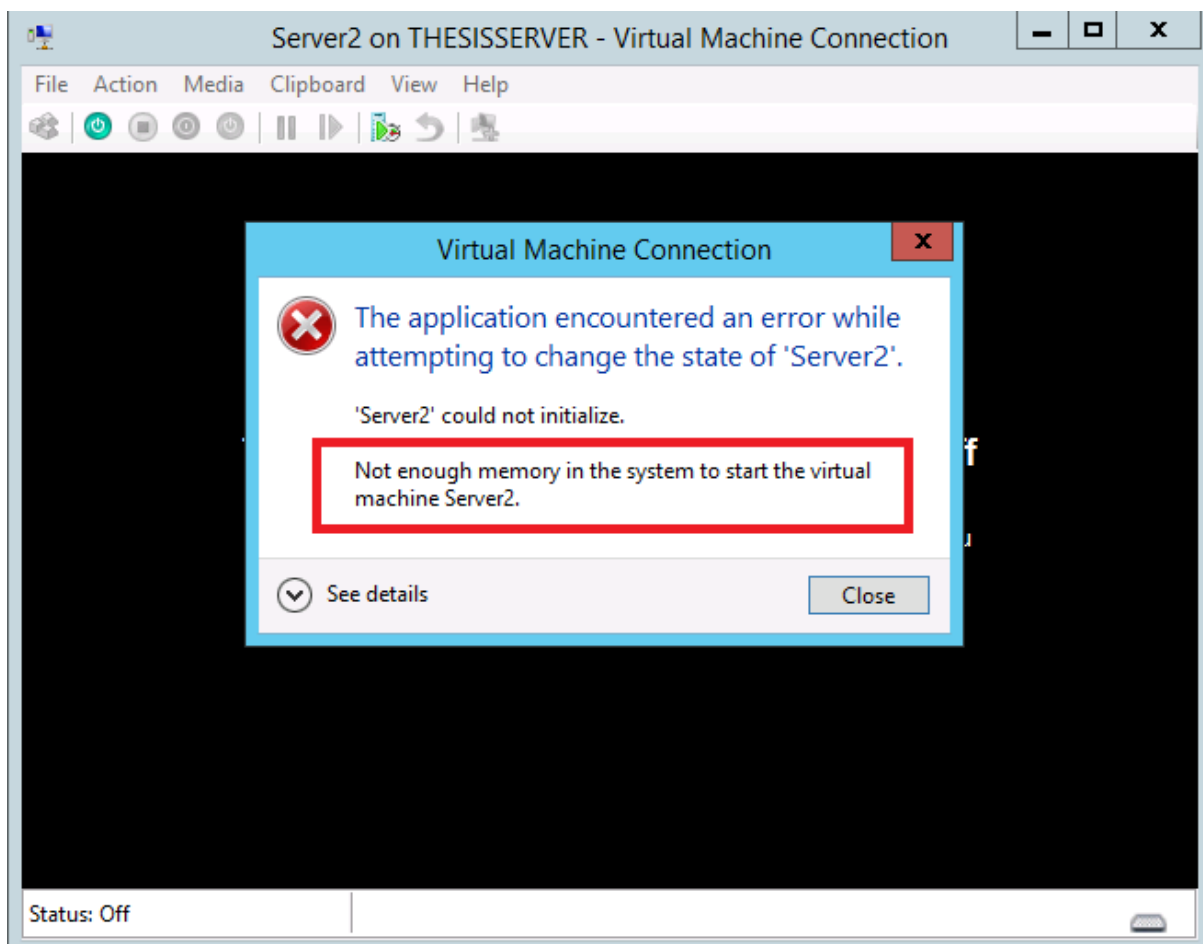 Server2 on THESISSERVER - Virtual Machine Connection
File Action Media Clipboard View Help
Virtual Machine Connection
The application encountered an error while
attempting to change the state of 'Server2'.
'Server2' could not initialize.
Not enough memory in the system to start the virtual
machine Server2.
See details
Close
Status: Off